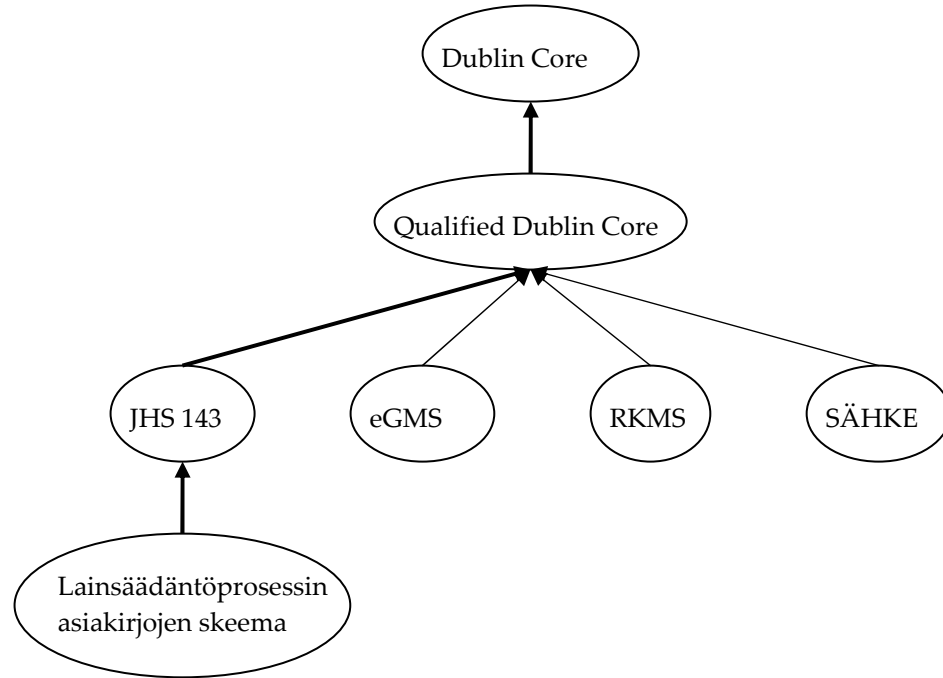 Dublin Core
Qualified Dublin Core
JHS 143
eGMS
RKMS
SÄHKE
Lainsäädäntöprosessin
asiakirjojen skeema